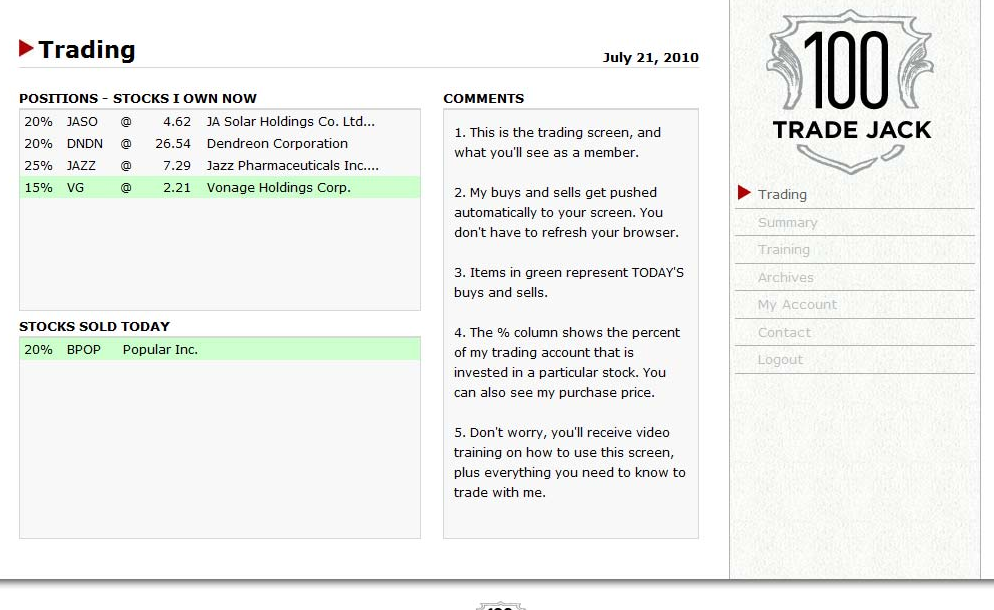 Trading
July 21, 2010
POSITIONS - STOCKS I OWN NOW
20% JASO @ 4.62 JA Solar Holdings Co. Ltd...
20% DNDN @ 26.54 Dendreon Corporation
25% JAZZ @ 7.29 Jazz Pharmaceuticals Inc....
15% VG @ 2.21 Vonage Holdings Corp.
STOCKS SOLD TODAY
20% BPOP Popular Inc.
COMMENTS
1. This is the trading screen, and
what you'll see as a member.
2. My buys and sells get pushed
automatically to your screen. You
don't have to refresh your browser.
3. Items in green represent TODAY'S
buys and sells.
4. The % column shows the percent
of my trading account that is
invested in a particular stock. You
can also see my purchase price.
5. Don't worry, you'll receive video
training on how to use this screen,
plus everything you need to know to
trade with me.
100
TRADE JACK
Trading
Summary
Training
Archives
My Account
Contact
Logout
100